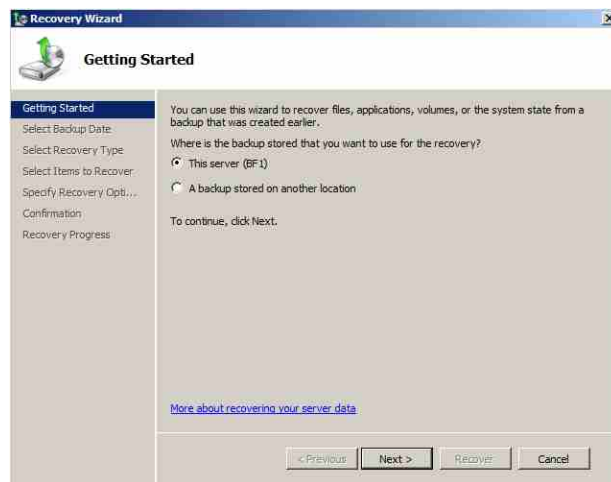 Recovery Wizard
Getting Started
Getting Started
Select Backup Date
Select Recovery Type
Select Items to Recover
Specify Recovery Opti...
Confirmation
Recovery Progress
You can use this wizard to recover files, applications, volumes, or the system state from a
backup that was created earlier.
Where is the backup stored that you want to use for the recovery?
This server (BF1)
A backup stored on another location
To continue, click Next.
More about recovering your server data
< Previous
Next >
Recover
Cancel